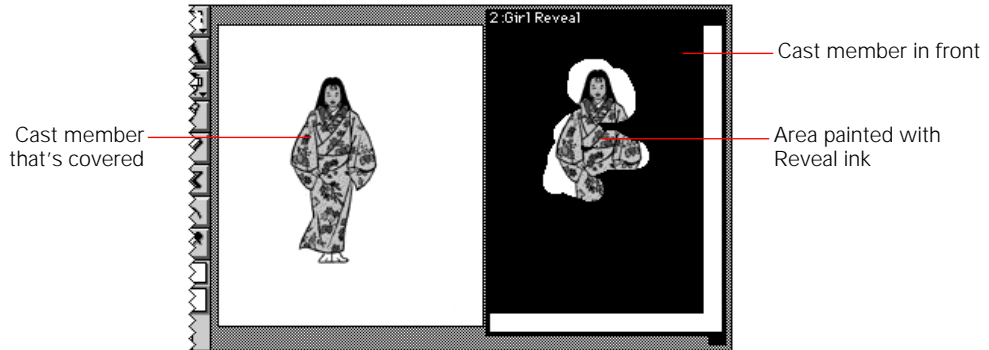 2:Girl Reveal
Cast member in front
Cast member
that's covered
Area painted with
Reveal ink